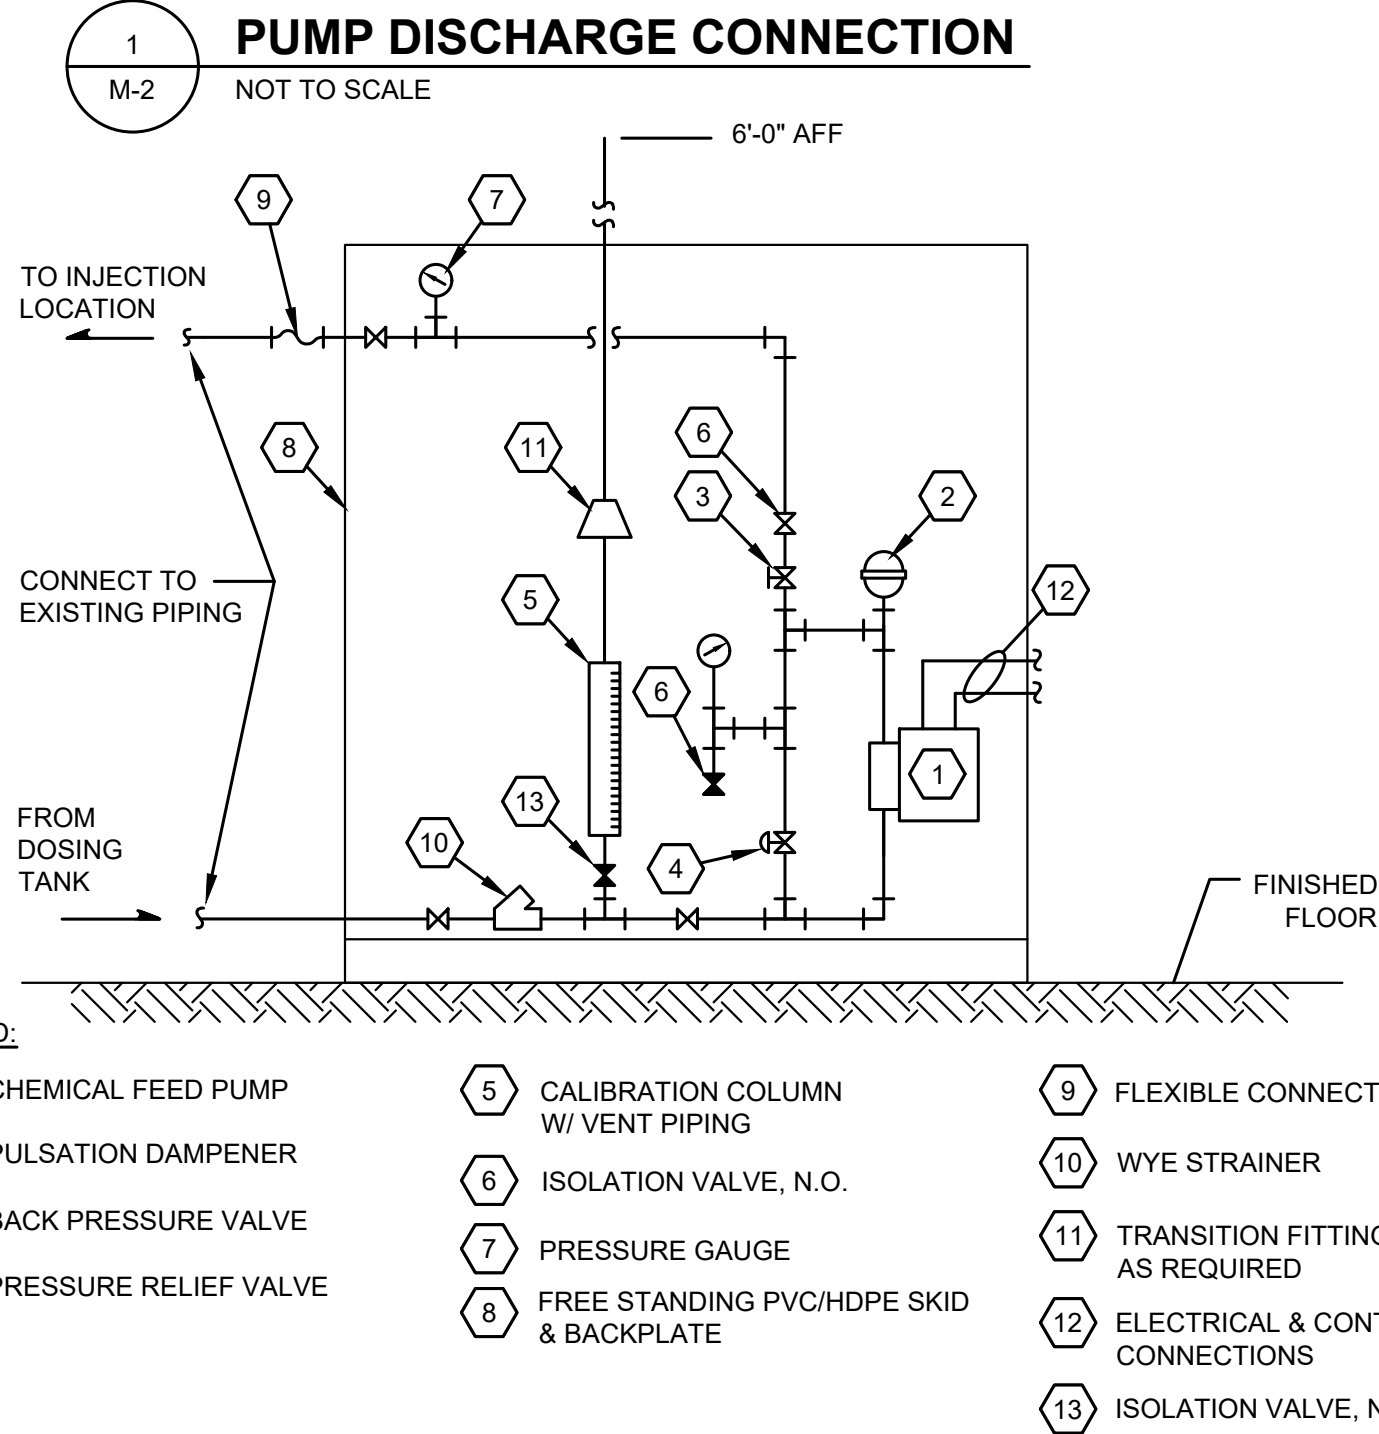 1
M-2
PUMP DISCHARGE CONNECTION
NOT TO SCALE
6'-0" AFF
9
7
TO INJECTION
LOCATION
8
11
6
3
2
CONNECT TO
EXISTING PIPING
5
12
6
1
13
10
4
FROM
DOSING
TANK
FINISHED
FLOOR
CHEMICAL FEED PUMP
PULSATION DAMPENER
BACK PRESSURE VALVE
PRESSURE RELIEF VALVE
5 CALIBRATION COLUMN
W/ VENT PIPING
6 ISOLATION VALVE, N.O.
7 PRESSURE GAUGE
8 FREE STANDING PVC/HDPE SKID
& BACKPLATE
9 FLEXIBLE CONNECT
10 WYE STRAINER
11 TRANSITION FITTING
AS REQUIRED
12 ELECTRICAL & CONT
CONNECTIONS
13 ISOLATION VALVE, N